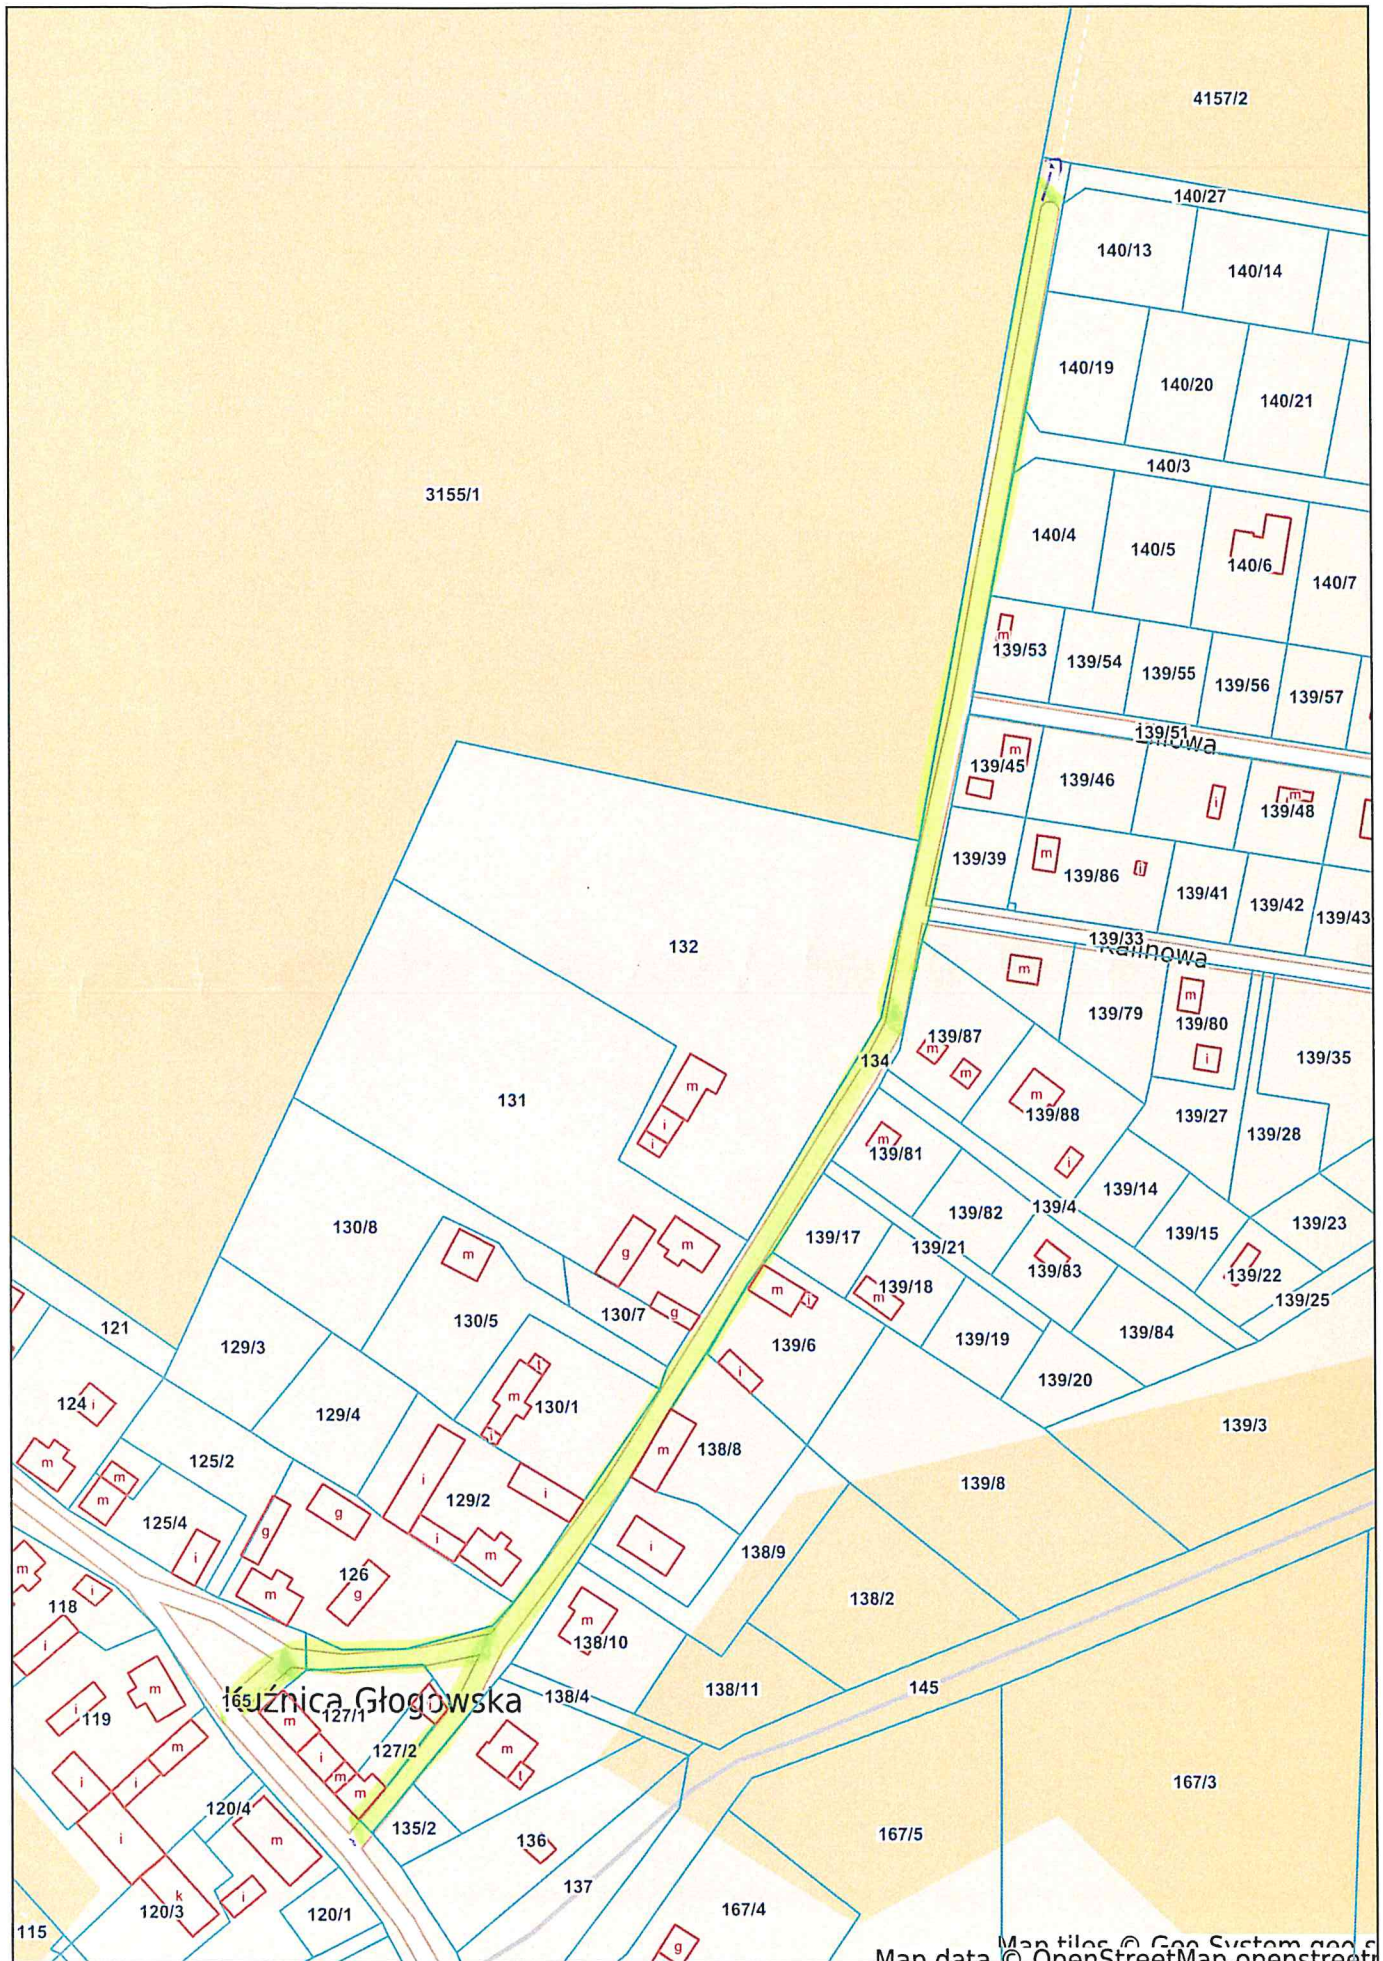 4157/2
140/27
140/13
140/14
140/19
140/20
140/21
140/3
3155/1
140/4
140/5
140/6
140/7
m
139/53
139/54
139/55
139/56
139/57
139/51
m
139/45
139/46
i
m
139/48
139/39
m
139/86
i
139/41
139/42
139/43
132
139/33
Kalinowa
m
m
139/79
139/80
139/87
m
m
134
i
139/35
m
139/88
131
m
i
i
139/27
139/28
m
139/81
i
139/14
139/82
139/4
139/15
139/23
130/8
139/17
139/21
m
g
m
139/83
139/22
m
i
139/18
m
139/25
130/7
g
130/5
121
129/3
139/6
139/19
139/84
i
139/20
i
m
130/1
i
124
i
129/4
139/3
138/8
m
125/2
m
m
m
139/8
i
129/2
i
g
g
125/4
i
i
m
i
138/9
m
126
g
m
i
118
138/2
m
138/10
i
m
165
Kuźnica Głogowska
138/4
138/11
145
i
119
m
127/1
i
m
127/2
i
m
m
m
t
167/3
i
i
120/4
135/2
136
167/5
i
m
137
k
i
120/3
120/1
167/4
115
g
Map tiles © Geo-System
Map data © OpenStreetMap